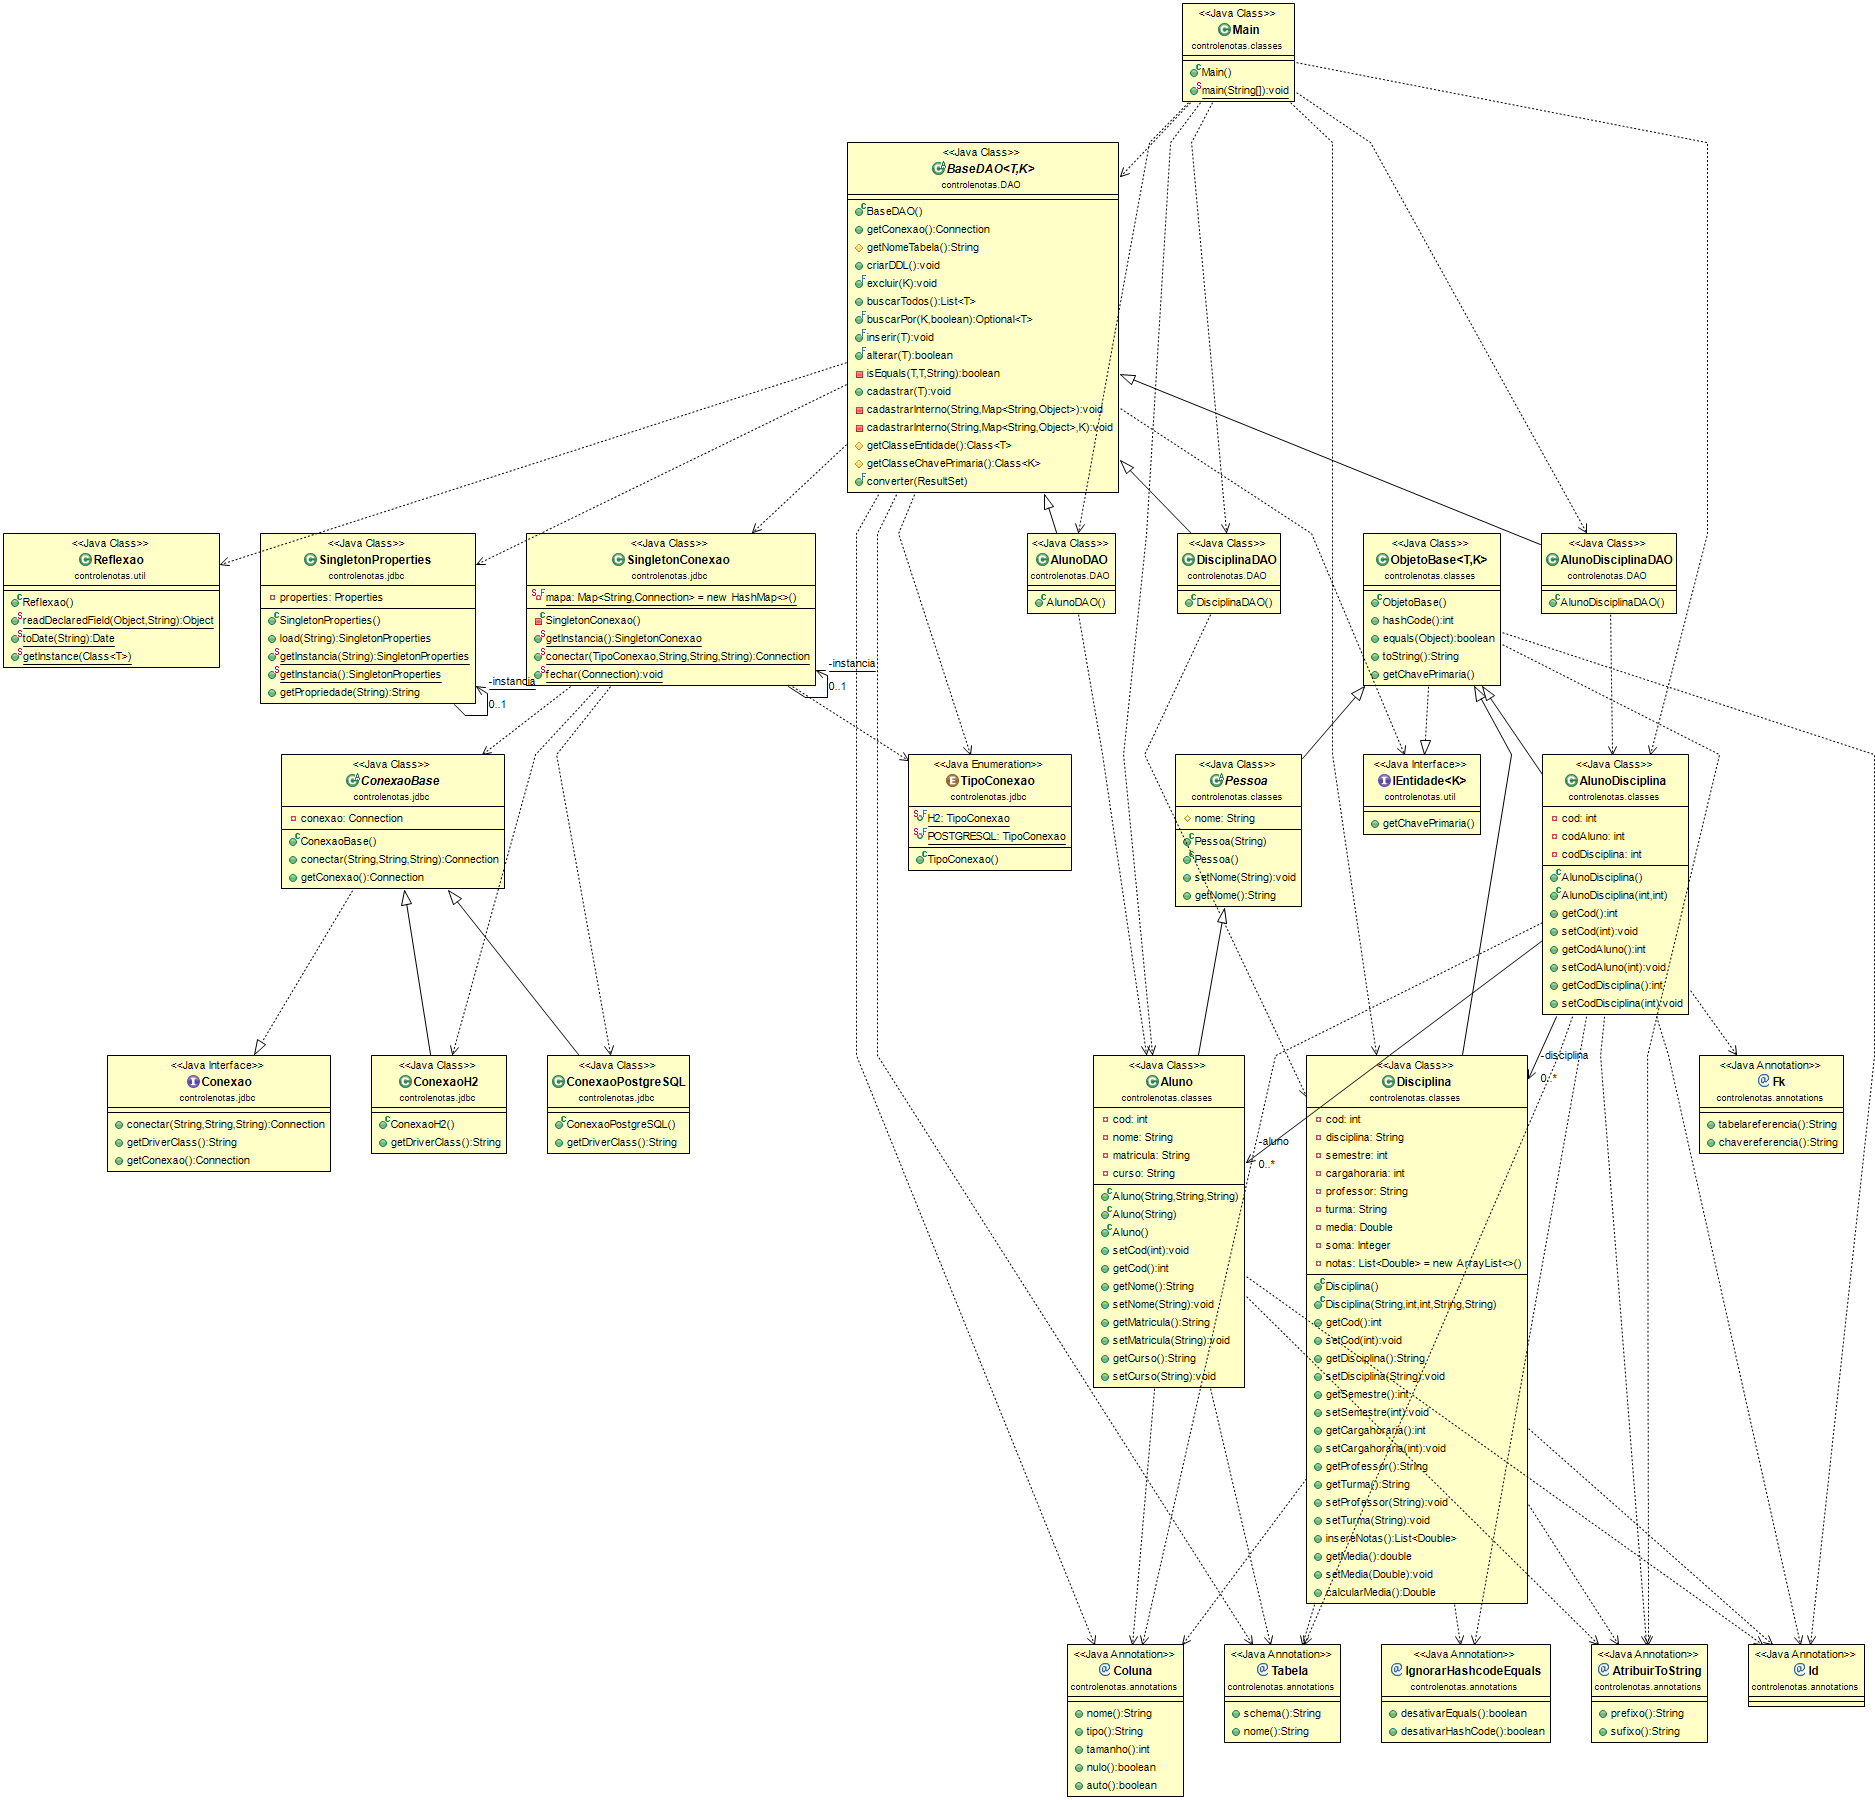 <<Java Class>>
Main
controlenotas.classes
Main()
main(String[]):void
<<Java Class>>
BaseDAO<T,K>
controlenotas.DAO
BaseDAO()
getConexao():Connection
getNomeTabela():String
criarDDL():void
excluir(K):void
buscarTodos():List<T>
buscarPor(K,boolean):Optional<T>
inserir(T):void
alterar(T):boolean
isEquals(T,T,String):boolean
cadastrar(T):void
cadastrarInterno(String,Map<String,Object>):void
cadastrarInterno(String,Map<String,Object>,K):void
getClasseEntidade():Class<T>
getClasseChavePrimaria():Class<K>
converter(ResultSet)
<<Java Class>>
Reflexao
controlenotas.util
Reflexao()
readDeclaredField(Object,String):Object
toDate(String):Date
getInstance(Class<T>)
<<Java Class>>
SingletonProperties
controlenotas.jdbc
properties: Properties
SingletonProperties()
load(String):SingletonProperties
getInstancia(String):SingletonProperties
getInstancia():SingletonProperties
getPropriedade(String):String
-instancia
0..1
<<Java Class>>
SingletonConexao
controlenotas.jdbc
mapa: Map<String,Connection> = new HashMap<>()
SingletonConexao()
getInstancia():SingletonConexao
conectar(TipoConexao,String,String,String):Connection
fechar(Connection):void
-instancia
0..1
<<Java Class>>
AlunoDAO
controlenotas.DAO
AlunoDAO()
<<Java Class>>
DisciplinaDAO
controlenotas.DAO
DisciplinaDAO()
<<Java Class>>
ObjetoBase<T,K>
controlenotas.classes
ObjetoBase()
hashCode():int
equals(Object):boolean
toString():String
getChavePrimaria()
<<Java Class>>
AlunoDisciplinaDAO
controlenotas.DAO
AlunoDisciplinaDAO()
<<Java Class>>
ConexaoBase
controlenotas.jdbc
conexao: Connection
ConexaoBase()
conectar(String,String,String):Connection
getConexao():Connection
<<Java Enumeration>>
TipoConexao
controlenotas.jdbc
H2: TipoConexao
POSTGRESQL: TipoConexao
TipoConexao()
<<Java Class>>
Pessoa
controlenotas.classes
nome: String
Pessoa(String)
Pessoa()
setNome(String):void
getNome():String
<<Java Interface>>
IEntidade<K>
controlenotas.util
getChavePrimaria()
<<Java Class>>
AlunoDisciplina
controlenotas.classes
cod: int
codAluno: int
codDisciplina: int
AlunoDisciplina()
AlunoDisciplina(int,int)
getCod():int
setCod(int):void
getCodAluno():int
setCodAluno(int):void
getCodDisciplina():int
setCodDisciplina(int):void
<<Java Interface>>
Conexao
controlenotas.jdbc
conectar(String,String,String):Connection
getDriverClass():String
getConexao():Connection
<<Java Class>>
ConexaoH2
controlenotas.jdbc
ConexaoH2()
getDriverClass():String
<<Java Class>>
ConexaoPostgreSQL
controlenotas.jdbc
ConexaoPostgreSQL()
getDriverClass():String
<<Java Class>>
Aluno
controlenotas.classes
cod: int
nome: String
matricula: String
curso: String
Aluno(String,String,String)
Aluno(String)
Aluno()
setCod(int):void
getCod():int
getNome():String
setNome(String):void
getMatricula():String
setMatricula(String):void
getCurso():String
setCurso(String):void
-aluno
0..*
<<Java Class>>
Disciplina
controlenotas.classes
cod: int
disciplina: String
semestre: int
cargahoraria: int
professor: String
turma: String
media: Double
soma: Integer
notas: List<Double> = new ArrayList<>()
Disciplina()
Disciplina(String,int,int,String,String)
getCod():int
setCod(int):void
getDisciplina():String
setDisciplina(String):void
getSemestre():int
setSemestre(int):void
getCargahoraria():int
setCargahoraria(int):void
getProfessor():String
getTurma():String
setProfessor(String):void
setTurma(String):void
insereNotas():List<Double>
getMedia():double
setMedia(Double):void
calcularMedia():Double
-disciplina
0..*
<<Java Annotation>>
Fk
controlenotas.annotations
tabelareferencia():String
chavereferencia():String
<<Java Annotation>>
Coluna
controlenotas.annotations
nome():String
tipo():String
tamanho():int
nulo():boolean
auto():boolean
<<Java Annotation>>
Tabela
controlenotas.annotations
schema():String
nome():String
<<Java Annotation>>
IgnorarHashcodeEquals
controlenotas.annotations
desativarEquals():boolean
desativarHashCode():boolean
<<Java Annotation>>
AtribuirToString
controlenotas.annotations
prefixo():String
sufixo():String
<<Java Annotation>>
Id
controlenotas.annotations